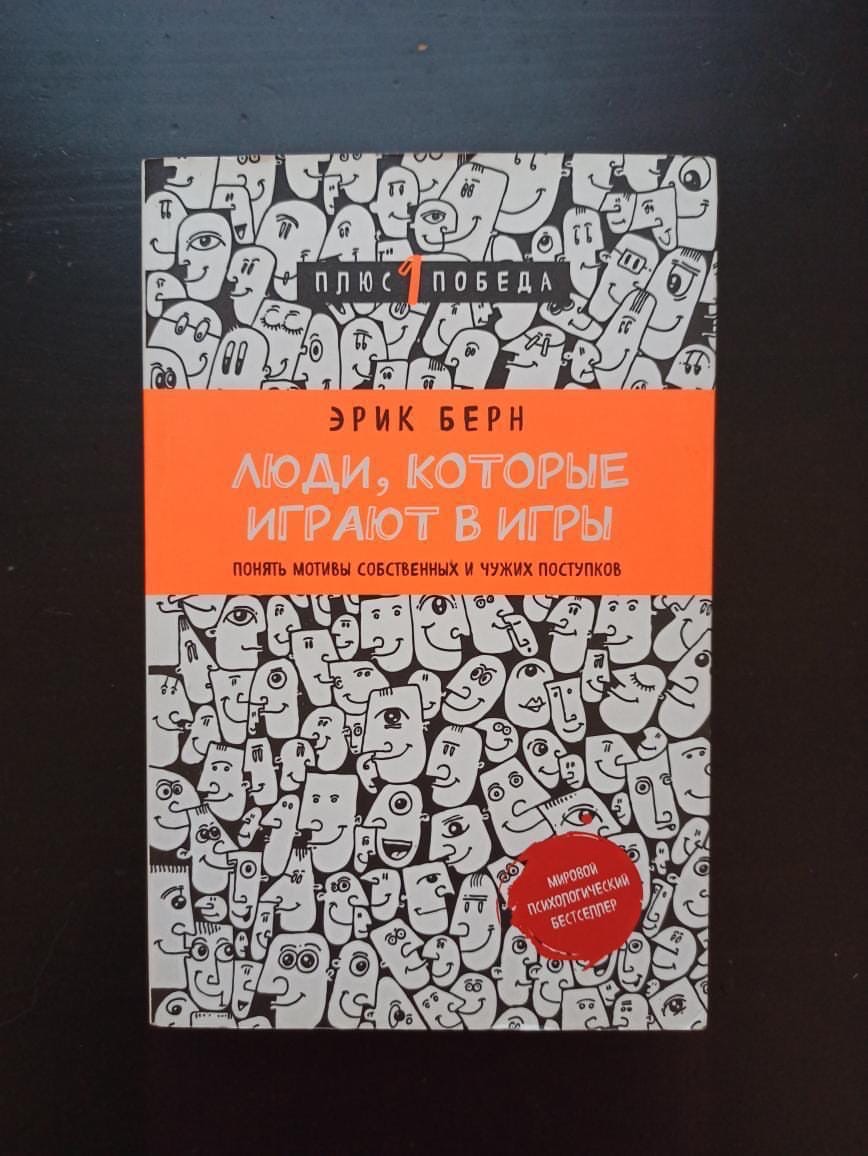 ПЛЮС 1 ПОБЕДА
ЭРИК БЕРН
ЛЮДИ, КОТОРЫЕ
ИГРАЮТ В ИГРЫ
ПОНЯТЬ МОТИВЫ СОБСТВЕННЫХ И ЧУЖИХ ПОСТУПКОВ
МИРОВОЙ
ПСИХОЛОГИЧЕСКИЙ
БЕСТСЕЛЛЕР